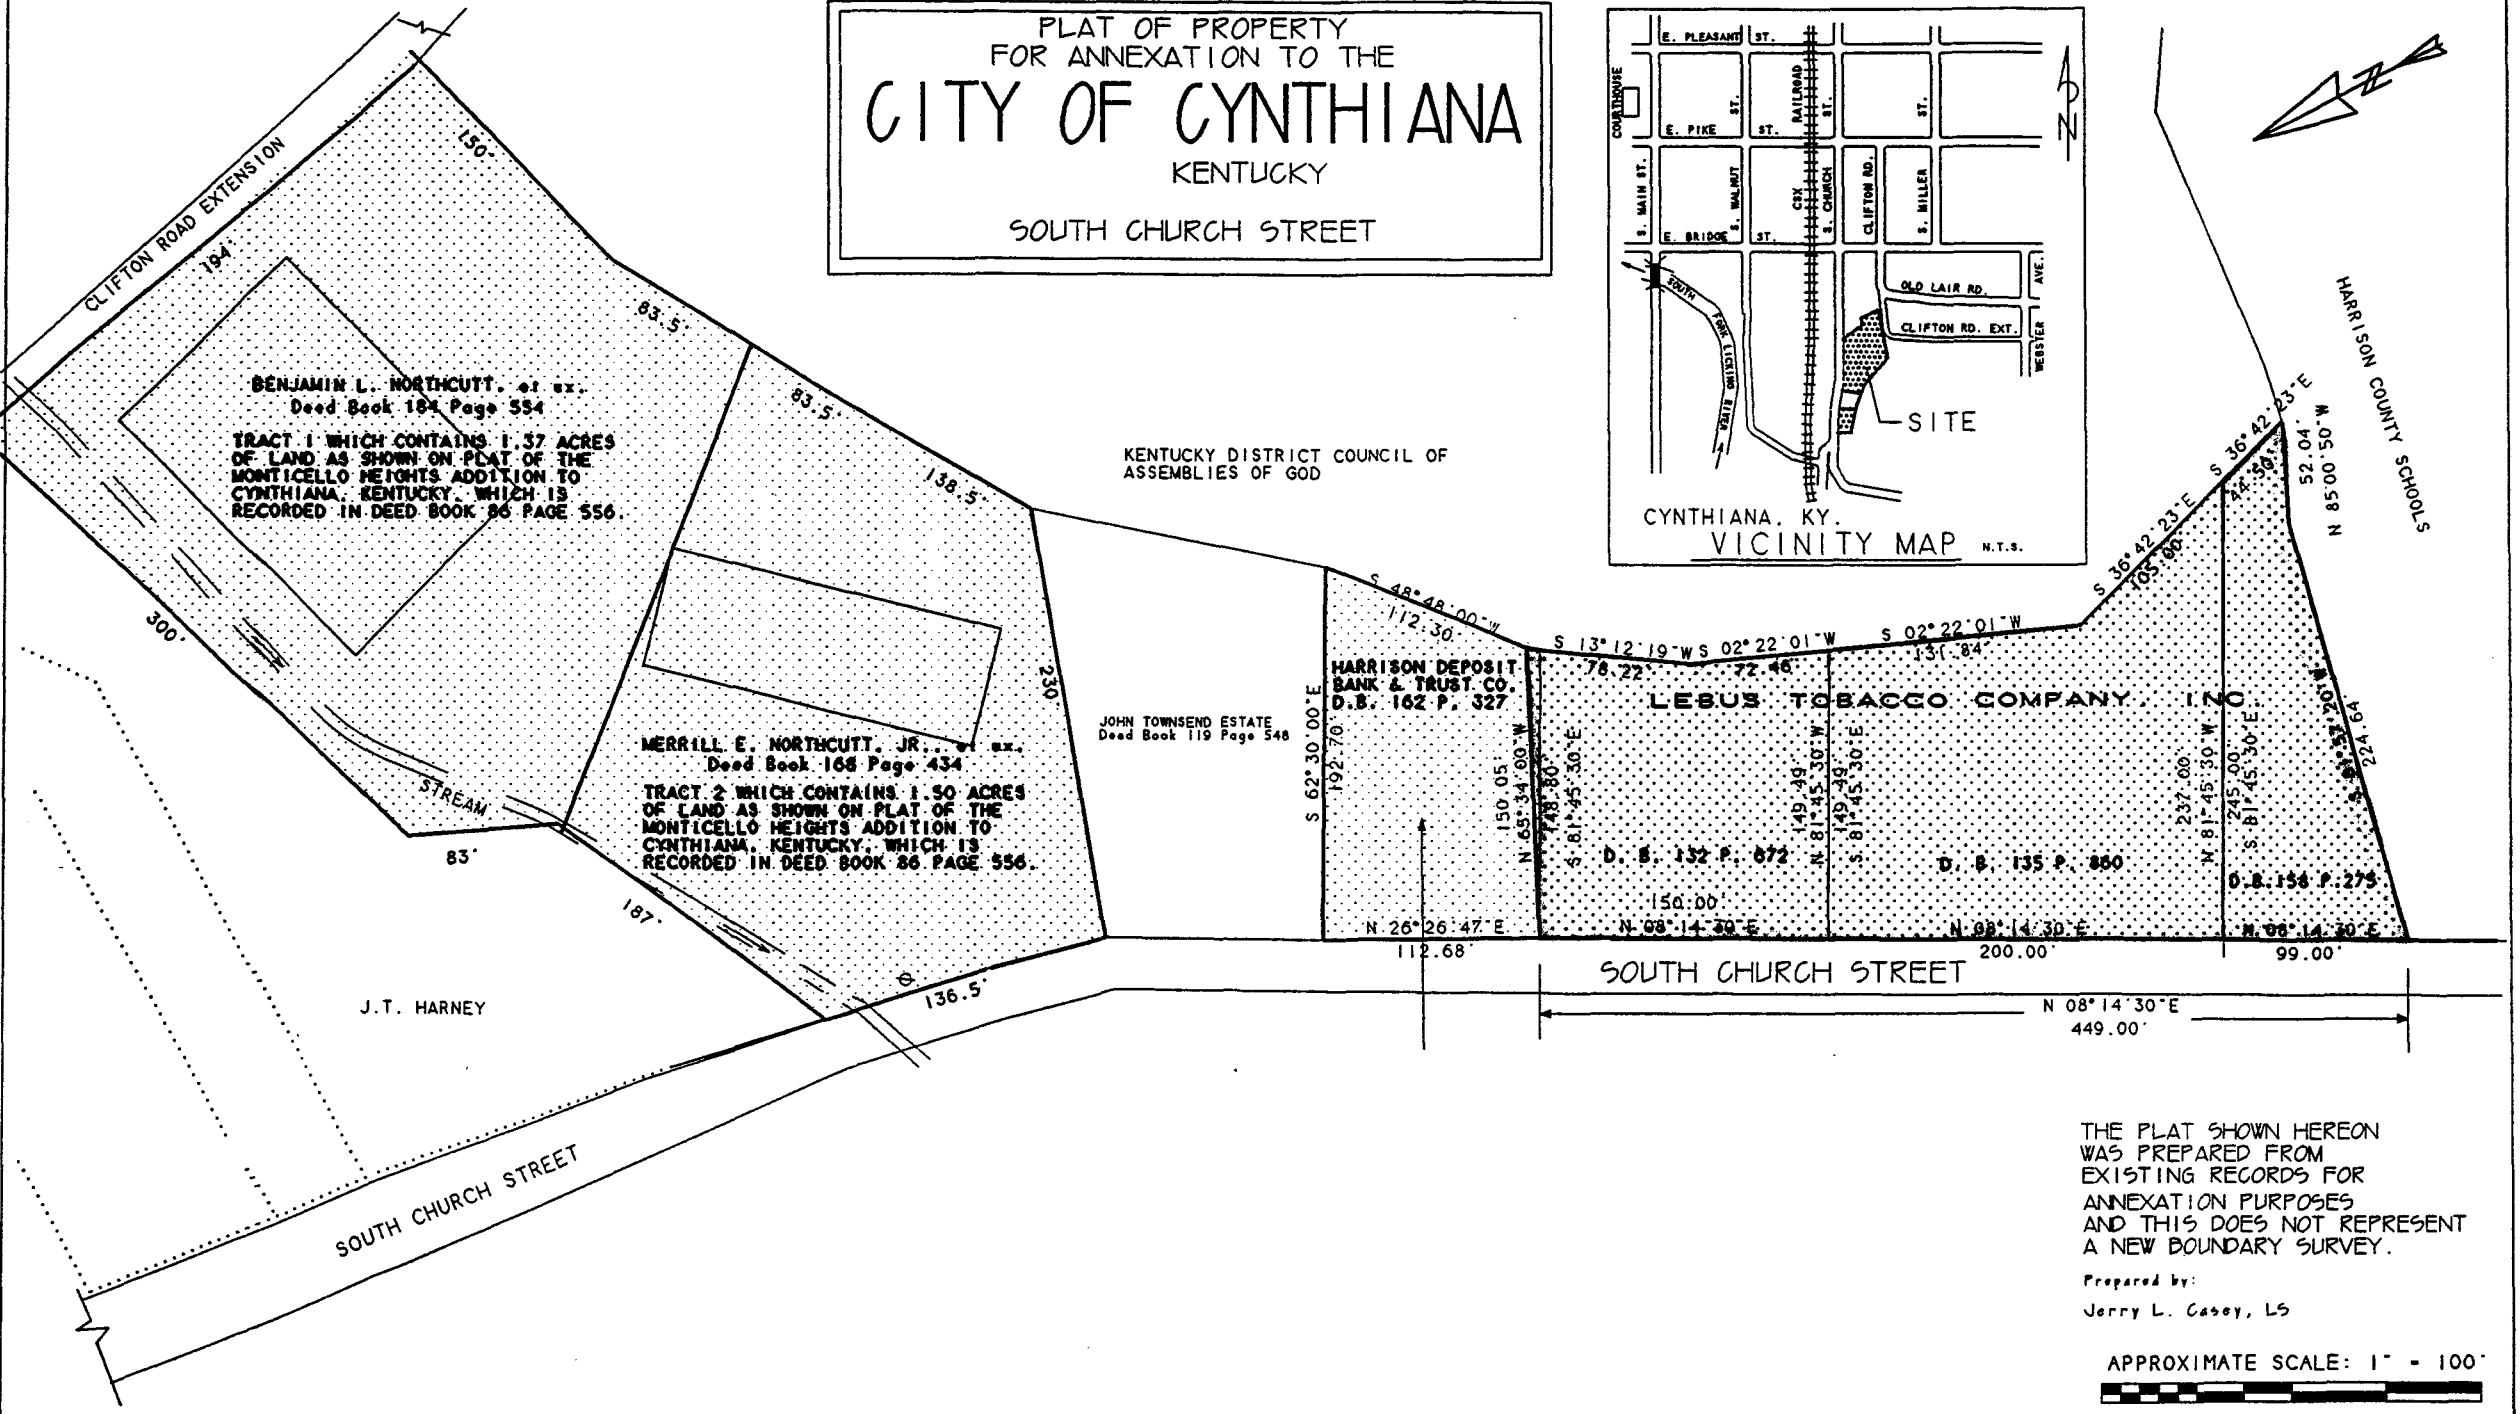 PLAT OF PROPERTY
FOR ANNEXATION TO THE
CITY OF CYNTHIANA
KENTUCKY
SOUTH CHURCH STREET
E. PLEASANT ST.
COURTHOUSE
ST.
RAILROAD
ST.
ST.
E. PIKE ST.
S. MAIN ST.
S. WALNUT
CSX
S. CHURCH
CLIFTON RD.
S. MILLER
E. BRIDGE ST.
SOUTH
FORK LICKING
RIVER
OLD LAIR RD.
CLIFTON RD. EXT.
WEBSTER
AVE.
N
SITE
CYNTHIANA, KY.
VICINITY MAP N.T.S.
N
CLIFTON ROAD EXTENSION
194'
150'
83.5'
83.5'
138.5'
230'
300'
83'
187'
136.5'
BENJAMIN L. NORTHCUTT, et ux.
Deed Book 184 Page 554
TRACT 1 WHICH CONTAINS 1.37 ACRES
OF LAND AS SHOWN ON PLAT OF THE
MONTICELLO HEIGHTS ADDITION TO
CYNTHIANA, KENTUCKY, WHICH IS
RECORDED IN DEED BOOK 86 PAGE 556.
STREAM
MERRILL E. NORTHCUTT, JR., et ux.
Deed Book 168 Page 434
TRACT 2 WHICH CONTAINS 1.50 ACRES
OF LAND AS SHOWN ON PLAT OF THE
MONTICELLO HEIGHTS ADDITION TO
CYNTHIANA, KENTUCKY, WHICH IS
RECORDED IN DEED BOOK 86 PAGE 556.
J.T. HARNEY
SOUTH CHURCH STREET
KENTUCKY DISTRICT COUNCIL OF
ASSEMBLIES OF GOD
JOHN TOWNSEND ESTATE
Deed Book 119 Page 548
HARRISON COUNTY SCHOOLS
S 48° 48' 00" W
112.30'
HARRISON DEPOSIT
BANK & TRUST CO.
D.B. 162 P. 327
S 62° 30' 00" E
192.70'
150.05'
N 65° 34' 00" W
148.80'
S 81° 45' 30" E
N 26° 26' 47" E
112.68'
S 13° 12' 19" W
78.22'
S 02° 22' 01" W
72.46'
S 02° 22' 01" W
131.84'
S 36° 42' 23" E
105.00'
S 36° 42' 23" E
44.50'
52.04'
N 85° 00' 50" W
LEBUS TOBACCO COMPANY, INC
149.49'
N 81° 45' 30" W
149.49'
S 81° 45' 30" E
237.00'
N 81° 45' 30" W
245.00'
S 81° 45' 30" E
224.64'
D. B. 132 P. 672
D. B. 135 P. 860
D.B. 158 P. 275
150.00'
N 08° 14' 30" E
N 08° 14' 30" E
200.00'
N 08° 14' 30" E
99.00'
SOUTH CHURCH STREET
N 08° 14' 30" E
449.00'
THE PLAT SHOWN HEREON
WAS PREPARED FROM
EXISTING RECORDS FOR
ANNEXATION PURPOSES
AND THIS DOES NOT REPRESENT
A NEW BOUNDARY SURVEY.
Prepared by:
Jerry L. Casey, LS
APPROXIMATE SCALE: 1" = 100'